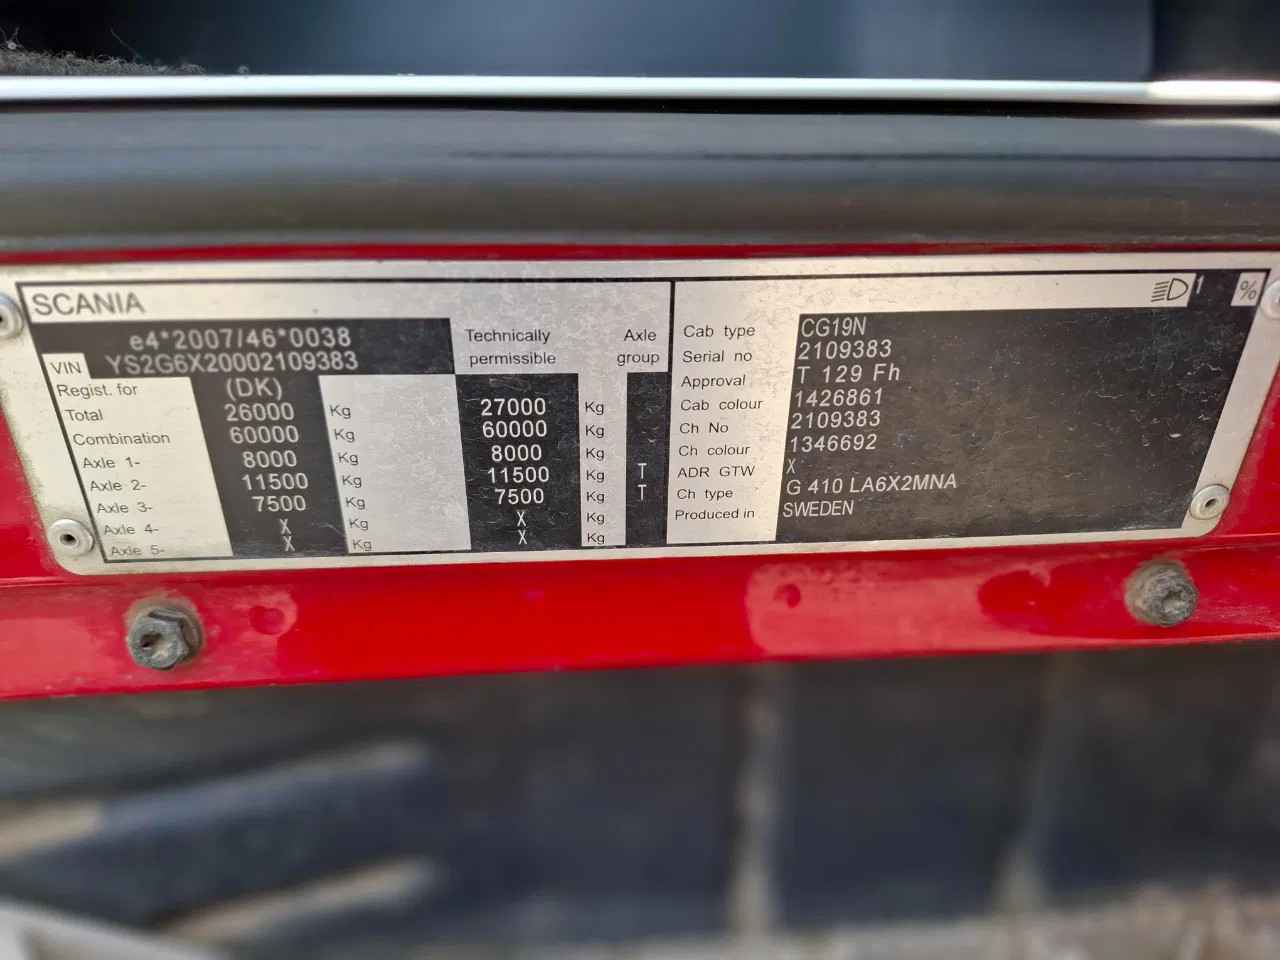 SCANIA
e4*2007/46*0038
VIN YS2G6X20002109383
Technically permissible
Axle group
Regist. for (DK)
Total 26000 Kg 27000 Kg
Combination 60000 Kg 60000 Kg
Axle 1- 8000 Kg 8000 Kg
Axle 2- 11500 Kg 11500 Kg T
Axle 3- 7500 Kg 7500 Kg T
Axle 4- X Kg X Kg
Axle 5- X Kg X Kg
1 %
Cab type CG19N
Serial no 2109383
Approval T 129 Fh
Cab colour 1426861
Ch No 2109383
Ch colour 1346692
ADR GTW X
Ch type G 410 LA6X2MNA
Produced in SWEDEN